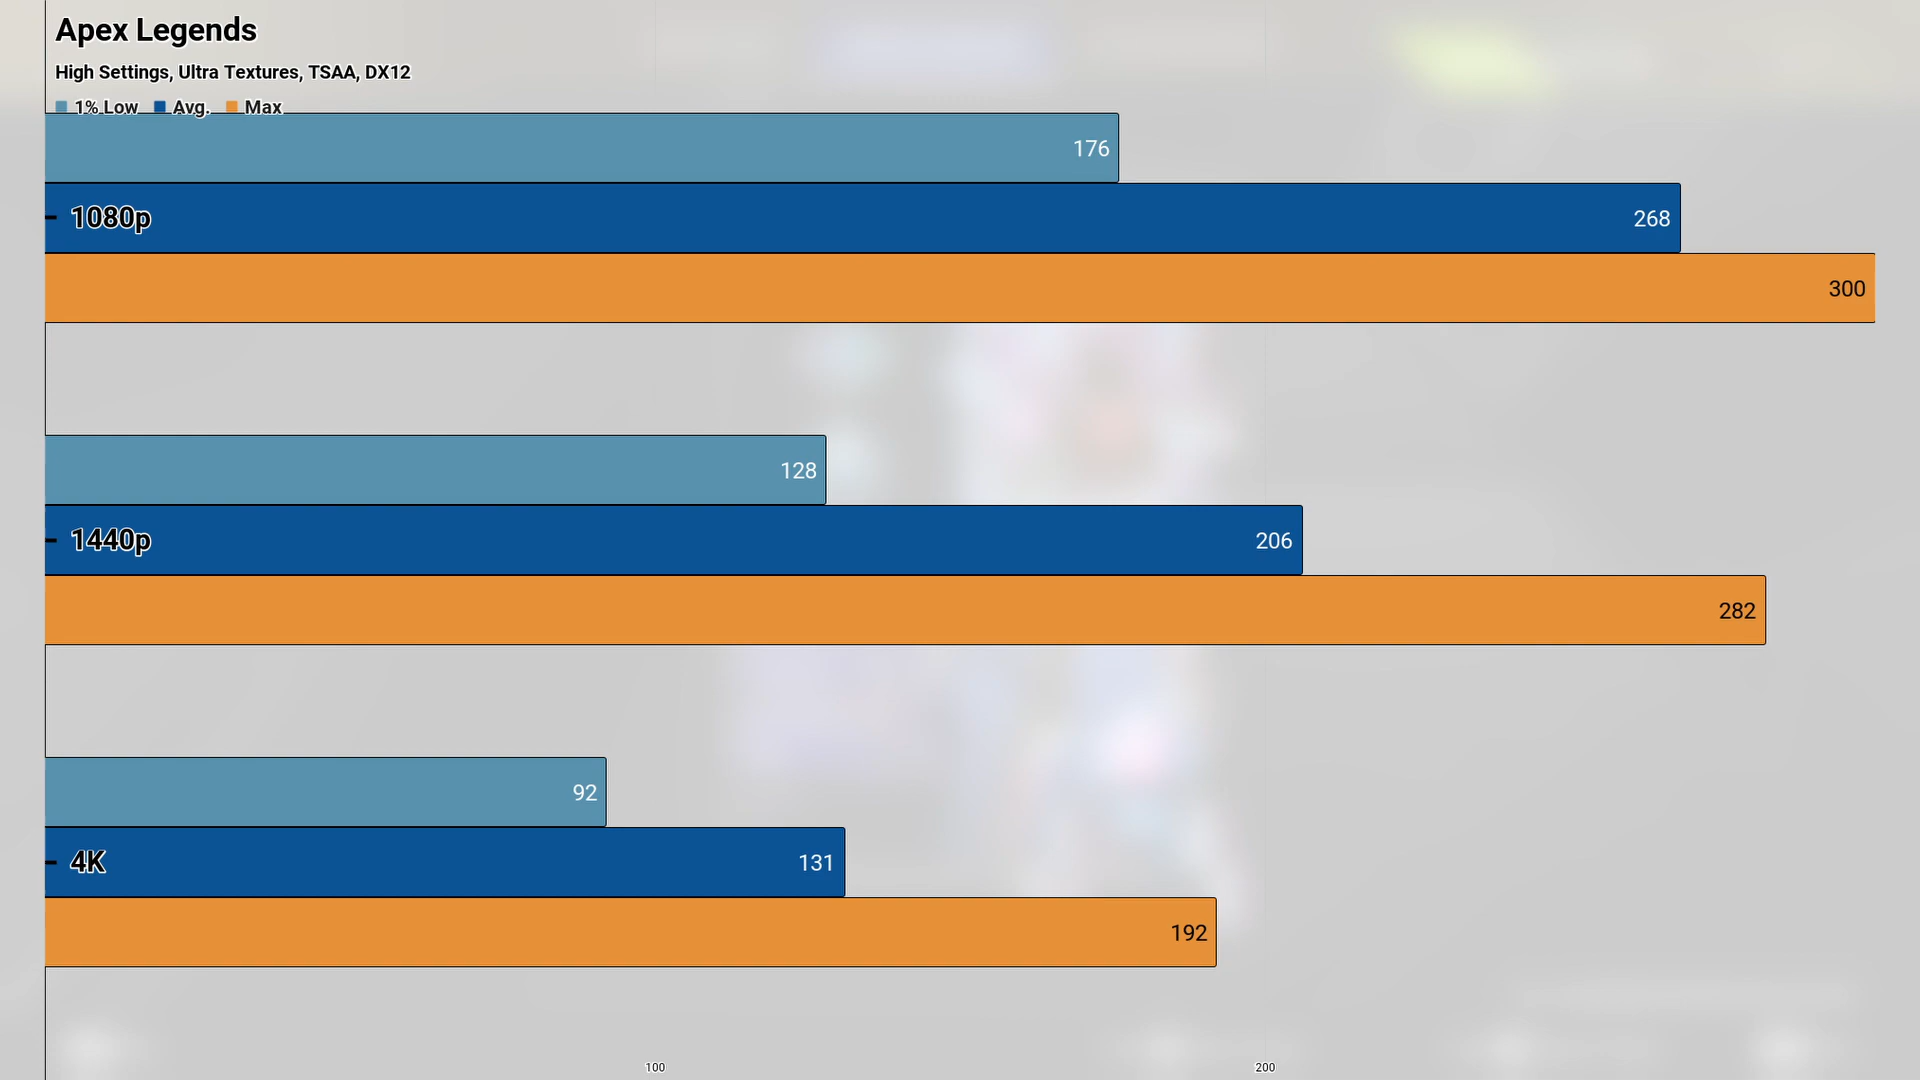 Apex Legends
High Settings, Ultra Textures, TSAA, DX12
1% Low Avg. Max
176
1080p 268
300
128
1440p 206
282
92
4K 131
192
100 200